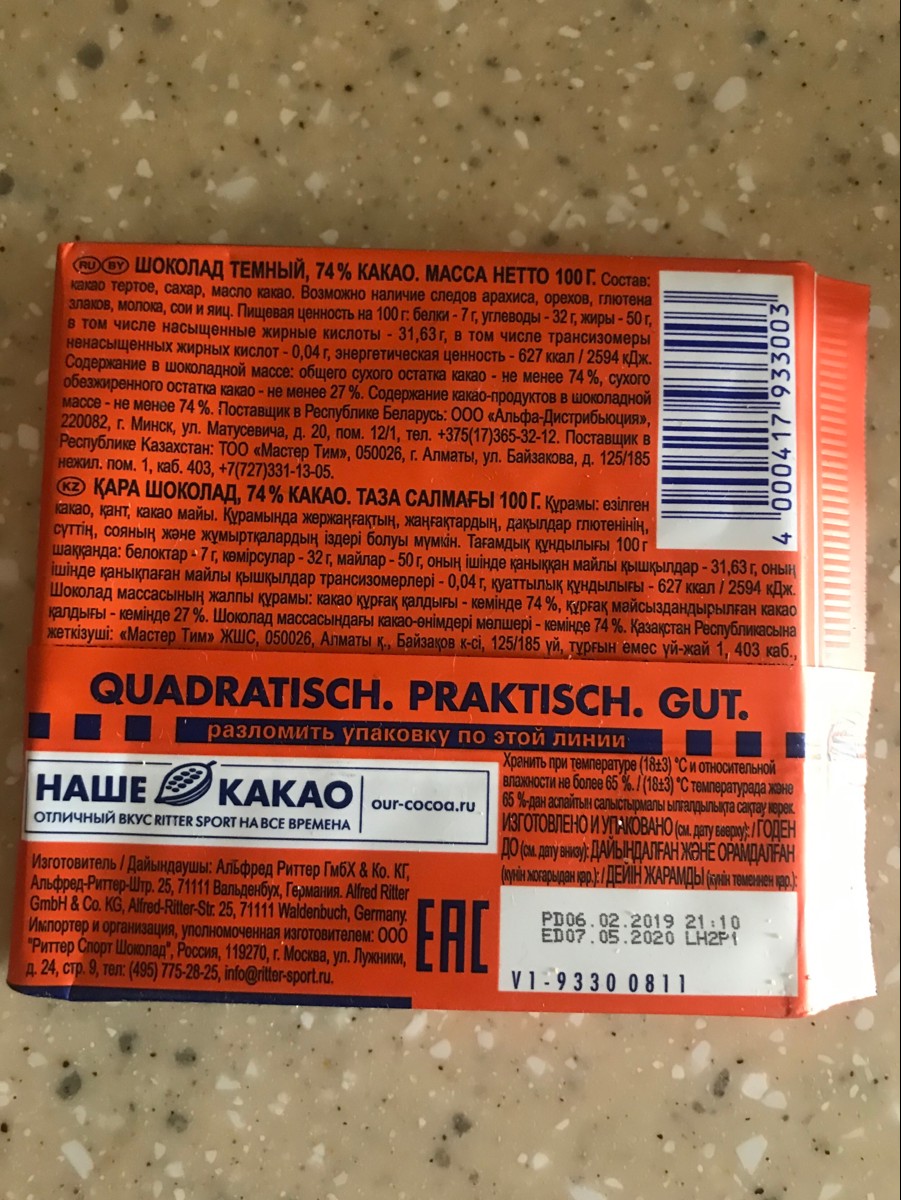 RU BY ШОКОЛАД ТЕМНЫЙ, 74 % КАКАО. МАССА НЕТТО 100 Г. Состав:
какао тертое, сахар, масло какао. Возможно наличие следов арахиса, орехов, глютена
злаков, молока, сои и яиц. Пищевая ценность на 100 г: белки - 7 г, углеводы - 32 г, жиры - 50 г,
в том числе насыщенные жирные кислоты - 31,63 г, в том числе трансизомеры
ненасыщенных жирных кислот - 0,04 г, энергетическая ценность - 627 ккал / 2594 кДж.
Содержание в шоколадной массе: общего сухого остатка какао - не менее 74 %, сухого
обезжиренного остатка какао - не менее 27 %. Содержание какао-продуктов в шоколадной
массе - не менее 74 %. Поставщик в Республике Беларусь: ООО «Альфа-Дистрибьюция»,
220082, г. Минск, ул. Матусевича, д. 20, пом. 12/1, тел. +375(17)365-32-12. Поставщик в
Республике Казахстан: ТОО «Мастер Тим», 050026, г. Алматы, ул. Байзакова, д. 125/185
нежил. пом. 1, каб. 403, +7(727)331-13-05.
4 000417 933003
KZ ҚАРА ШОКОЛАД, 74 % КАКАО. ТАЗА САЛМАҒЫ 100 Г. Құрамы: езілген
какао, қант, какао майы. Құрамында жержаңғақтың, жаңғақтардың, дақылдар глютенінің,
сүттің, сояның және жұмыртқалардың іздері болуы мүмкін. Тағамдық құндылығы 100 г
шаққанда: белоктар - 7 г, көмірсулар - 32 г, майлар - 50 г, оның ішінде қаныққан майлы қышқылдар - 31,63 г, оның
ішінде қанықпаған майлы қышқылдар трансизомерлері - 0,04 г, қуаттылық құндылығы - 627 ккал / 2594 кДж.
Шоколад массасының жалпы құрамы: какао құрғақ қалдығы - кемінде 74 %, құрғақ майсыздандырылған какао
қалдығы - кемінде 27 %. Шоколад массасындағы какао-өнімдері мөлшері - кемінде 74 %. Қазақстан Республикасына
жеткізуші: «Мастер Тим» ЖШС, 050026, Алматы қ., Байзақов к-сі, 125/185 үй, тұрғын емес үй-жай 1, 403 каб.,
QUADRATISCH. PRAKTISCH. GUT.
разломить упаковку по этой линии
НАШЕ КАКАО
ОТЛИЧНЫЙ ВКУС RITTER SPORT НА ВСЕ ВРЕМЕНА
our-cocoa.ru
Хранить при температуре (18±3) °С и относительной
влажности не более 65 %. / (18±3) °С температурада және
65 %-дан аспайтын салыстырмалы ылғалдылықта сақтау керек.
ИЗГОТОВЛЕНО И УПАКОВАНО (см. дату вверху): / ГОДЕН
ДО (см. дату внизу): ДАЙЫНДАЛҒАН ЖӘНЕ ОРАМДАЛҒАН
(күнін жоғарыдан қар.): / ДЕЙІН ЖАРАМДЫ (күнін төменнен қар.):
Изготовитель / Дайындаушы: Альфред Риттер ГмбХ & Ко. КГ,
Альфред-Риттер-Штр. 25, 71111 Вальденбух, Германия. Alfred Ritter
GmbH & Co. KG, Alfred-Ritter-Str. 25, 71111 Waldenbuch, Germany.
Импортер и организация, уполномоченная изготовителем: ООО
"Риттер Спорт Шоколад", Россия, 119270, г. Москва, ул. Лужники,
д. 24, стр. 9, тел: (495) 775-28-25, info@ritter-sport.ru.
EAC
PD06.02.2019 21:10
ED07.05.2020 LH2P1
V1-9330 0811